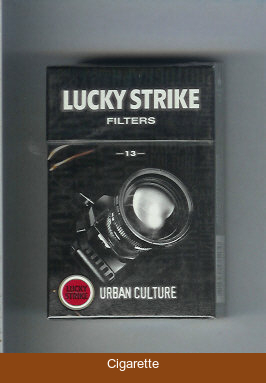 LUCKY STRIKE
FILTERS
13
LUCKY
STRIKE
URBAN CULTURE
Cigarette